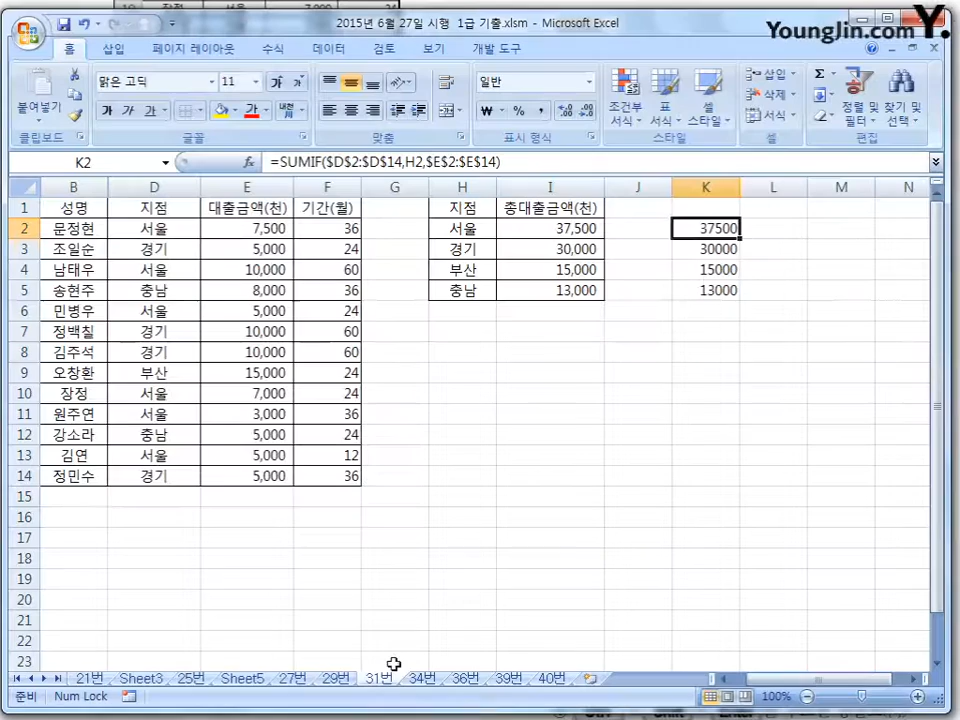 2015년 6월 27일 시행 1급 기출.xlsm - Microsoft Excel
YoungJin.com Y.
홈 삽입 페이지 레이아웃 수식 데이터 검토 보기 개발 도구
맑은 고딕 11 일반
붙여넣기 가 가 가 가 내천 조건부 서식 표 서식 셀 스타일 삽입 삭제 서식 정렬 및 필터 찾기 및 선택
클립보드 글꼴 맞춤 표시 형식 스타일 셀 편집
K2 fx =SUMIF($D$2:$D$14,H2,$E$2:$E$14)
B D E F G H I J K L M N
1 성명 지점 대출금액(천) 기간(월) 지점 총대출금액(천)
2 문정현 서울 7,500 36 서울 37,500 37500
3 조일순 경기 5,000 24 경기 30,000 30000
4 남태우 서울 10,000 60 부산 15,000 15000
5 송현주 충남 8,000 36 충남 13,000 13000
6 민병우 서울 5,000 24
7 정백칠 경기 10,000 60
8 김주석 경기 10,000 60
9 오창환 부산 15,000 24
10 장정 서울 7,000 24
11 원주연 서울 3,000 36
12 강소라 충남 5,000 24
13 김연 서울 5,000 12
14 정민수 경기 5,000 36
15
16
17
18
19
20
21
22
23
21번 Sheet3 25번 Sheet5 27번 29번 31번 34번 36번 39번 40번
준비 Num Lock 100%